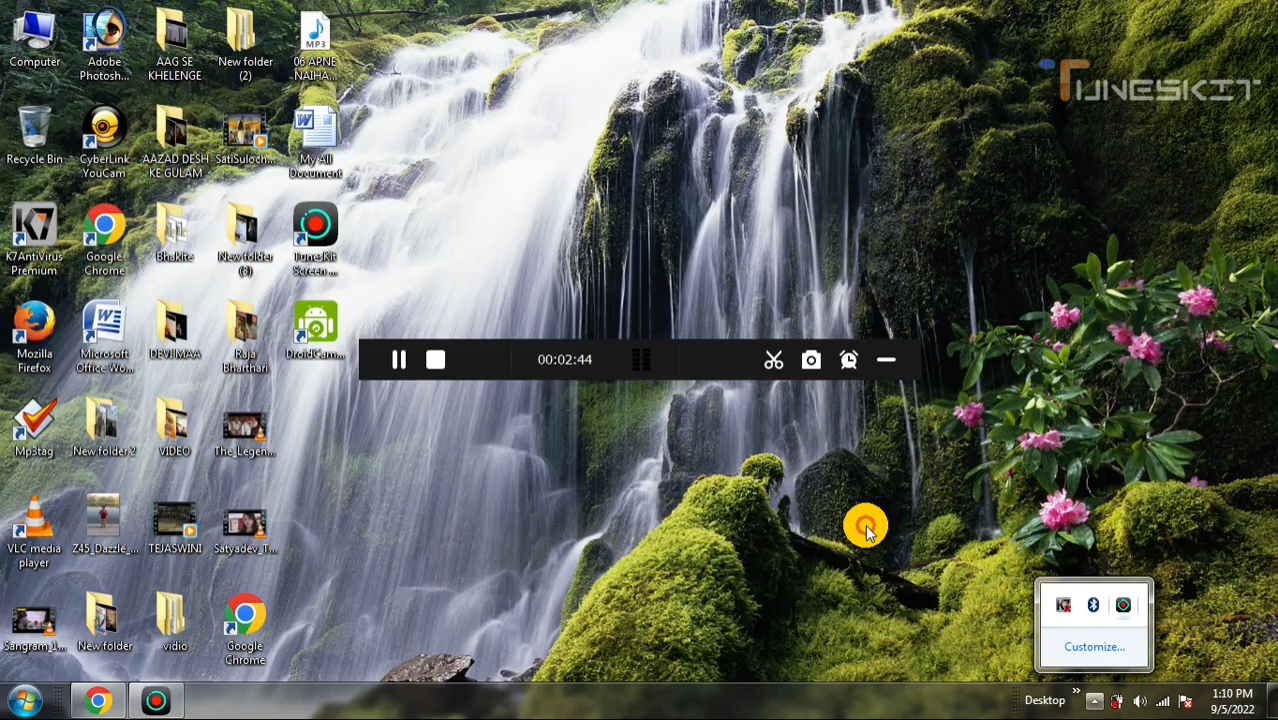 Computer
Adobe
Photosh...
AAG SE
KHELENGE
New folder
(2)
MP3
06 APNE
NAIHA...
TUNESKIT
Recycle Bin
CyberLink
YouCam
AAZAD DESH
KE GULAM
SatiSuloch...
My All
Document
K7AntiVirus
Premium
Google
Chrome
Bhakite
New folder
(3)
TunesKit
Screen ...
Mozilla
Firefox
Microsoft
Office Wo...
DEVIJMAA
Raja
Bharthari
DroidCam...
00:02:44
Mp3tag
New folder 2
VIDEO
The_Legen...
VLC media
player
Z45_Dazzle_...
TEJASWINI
Satyadev_T...
Sangram_1...
New folder
vidio
Google
Chrome
Customize...
Desktop
1:10 PM
9/5/2022